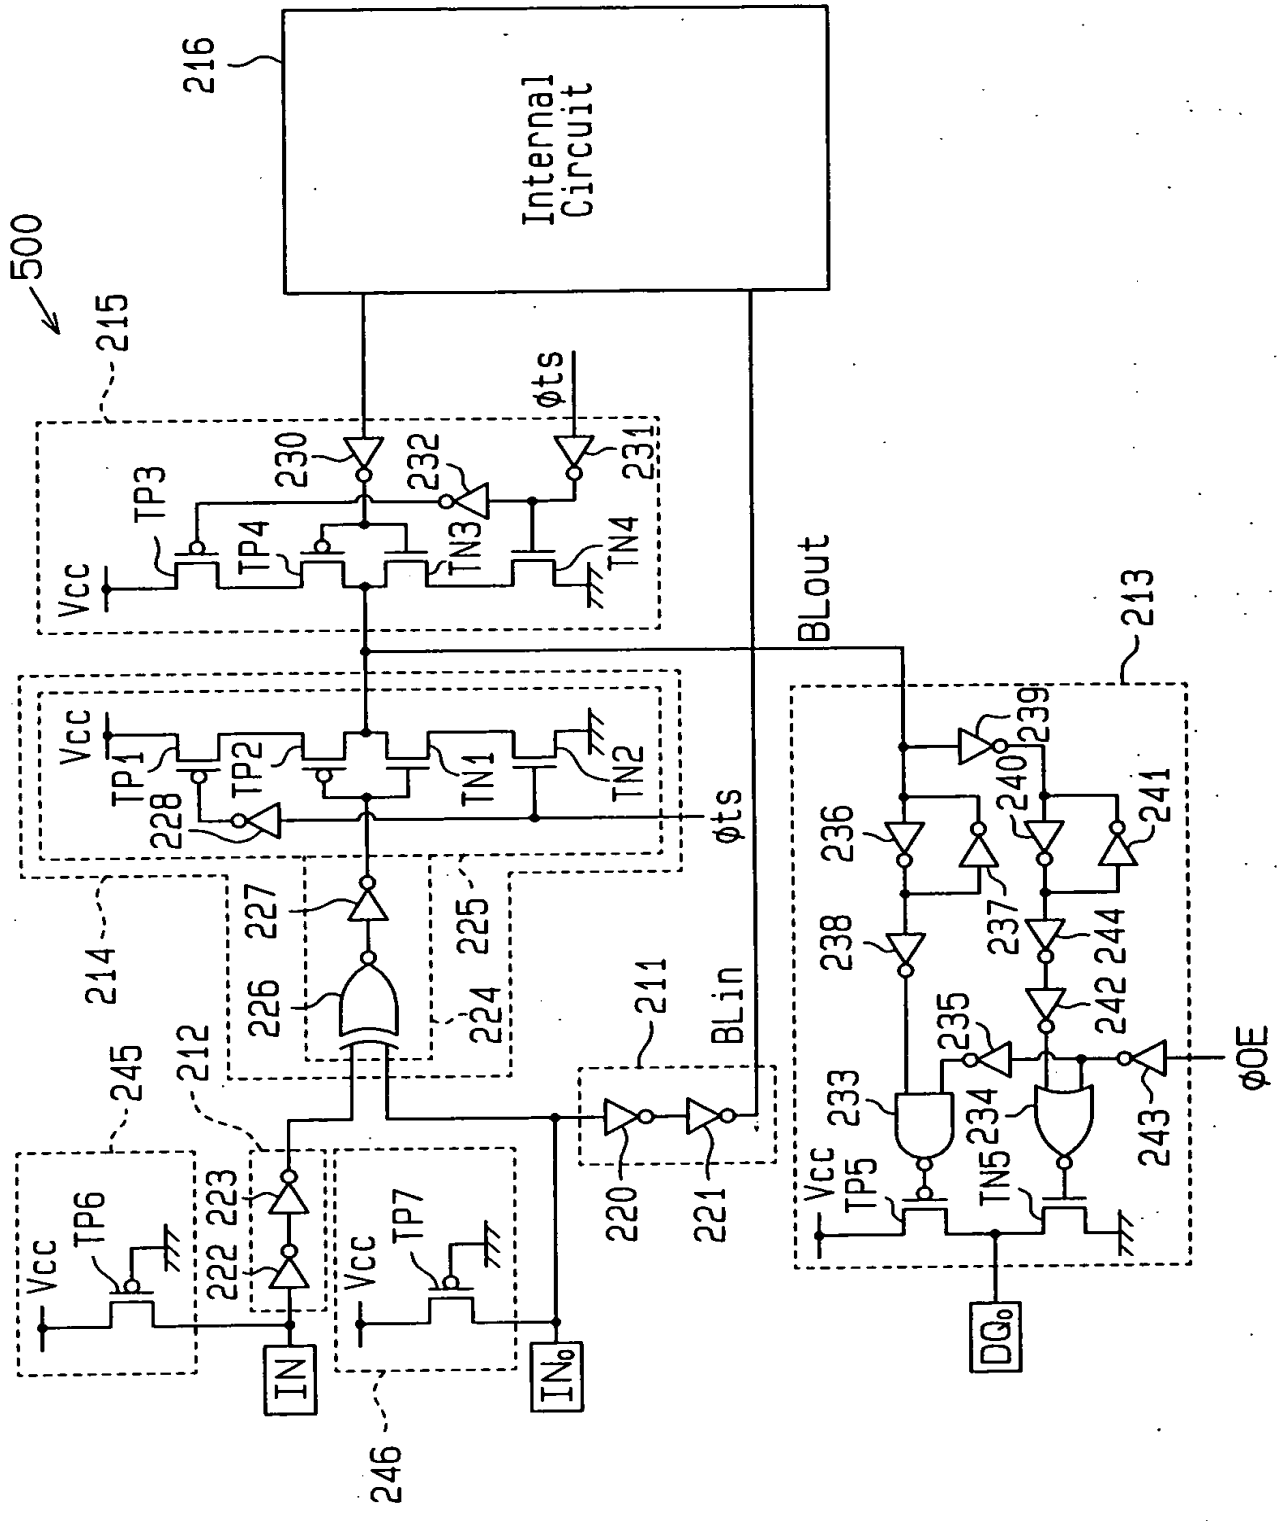 500
216
Internal
Circuit
215
Vcc
TP3
TP4
TN3
TN4
230
232
231
φts
214
Vcc
TP1
TP2
TN1
TN2
228
φts
227
225
226
224
245
Vcc
TP6
212
222
223
IN
246
Vcc
TP7
IN0
211
220
221
BLin
BLout
213
236
237
238
239
240
241
244
242
235
233
234
243
φOE
Vcc
TP5
TN5
DQ0